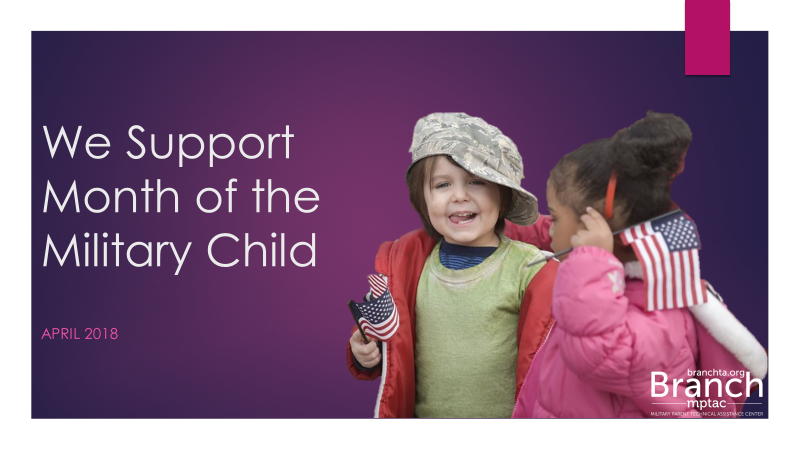 We Support
Month of the
Military Child
APRIL 2018
branchta.org
Branch
mptac
MILITARY PARENT TECHNICAL ASSISTANCE CENTER